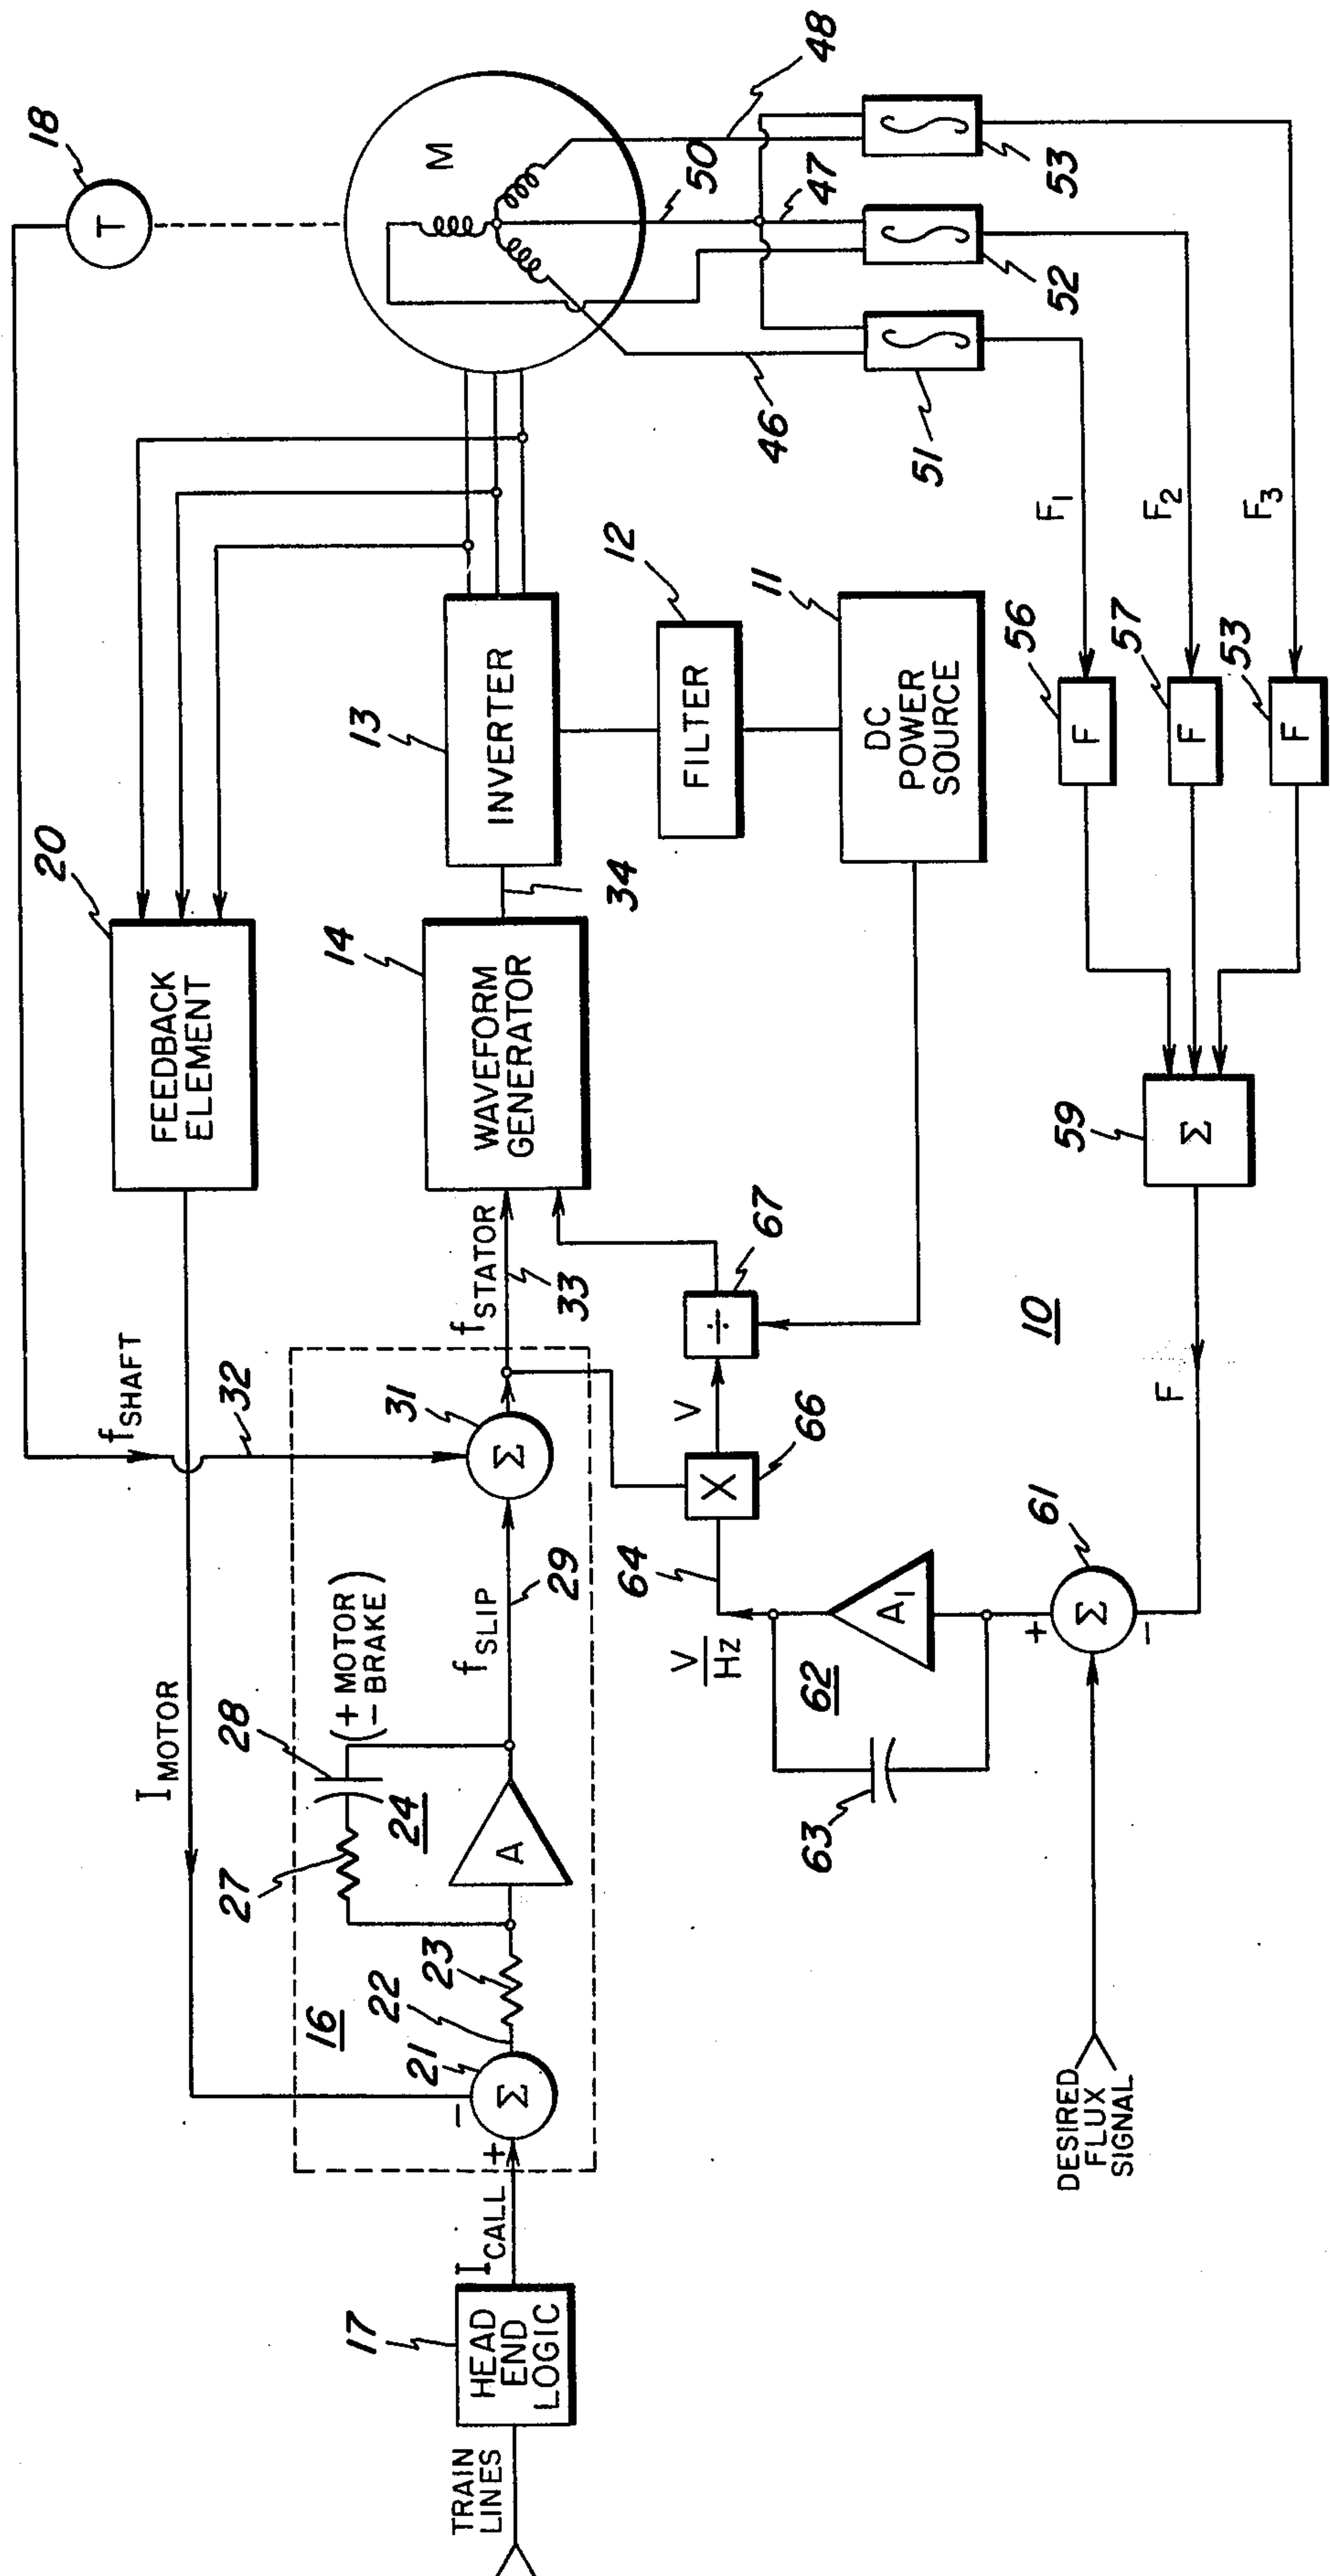 TRAIN
LINES
17
HEAD
END
LOGIC
I CALL
+
-
Σ
21
22
23
16
27
28
24
A
(+ MOTOR
- BRAKE)
fSLIP
29
Σ
31
32
fSHAFT
I MOTOR
fSTATOR
33
20
FEEDBACK
ELEMENT
14
WAVEFORM
GENERATOR
34
13
INVERTER
12
FILTER
11
DC
POWER
SOURCE
18
T
M
48
50
47
46
∫
51
∫
52
∫
53
F1
F2
F3
56
F
57
F
53
F
59
Σ
10
F
61
Σ
+
-
DESIRED
FLUX
SIGNAL
62
A1
63
V
Hz
64
X
66
V
÷
67